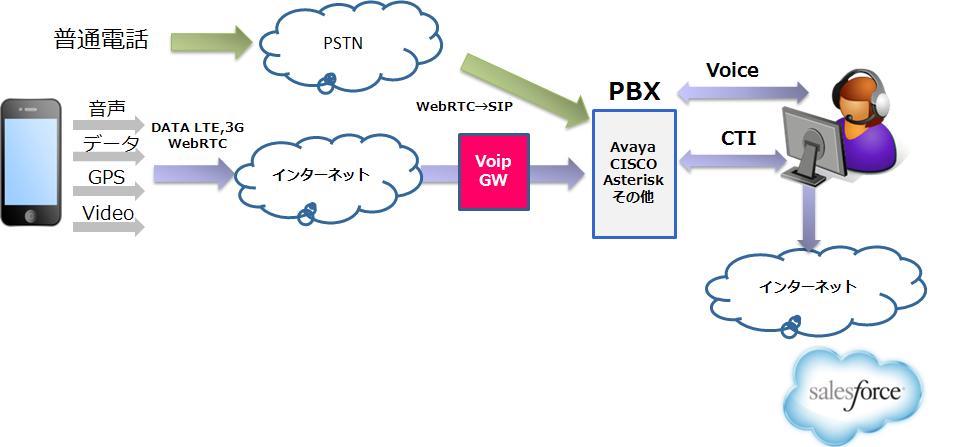 普通電話
PSTN
音声
データ
GPS
Video
DATA LTE,3G
WebRTC
インターネット
WebRTC→SIP
Voip
GW
PBX
Avaya
CISCO
Asterisk
その他
Voice
CTI
インターネット
salesforce